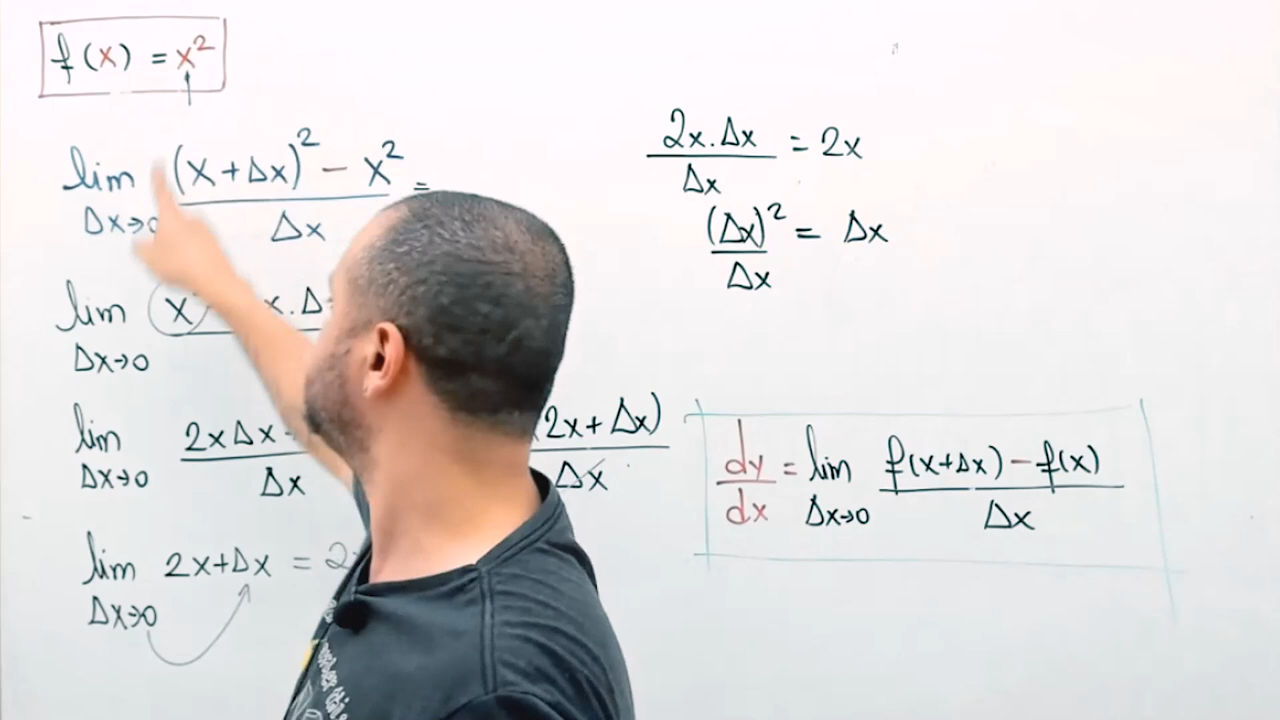 f(x) = x²
lim (x+Δx)² − x² =
Δx→0 Δx
lim x x.Δ
Δx→0
lim 2xΔx 2x+Δx)
Δx→0 Δx Δx
lim 2x+Δx = 2
Δx→0
2x.Δx = 2x
Δx
(Δx)² = Δx
Δx
dy = lim f(x+Δx) − f(x)
dx Δx→0 Δx